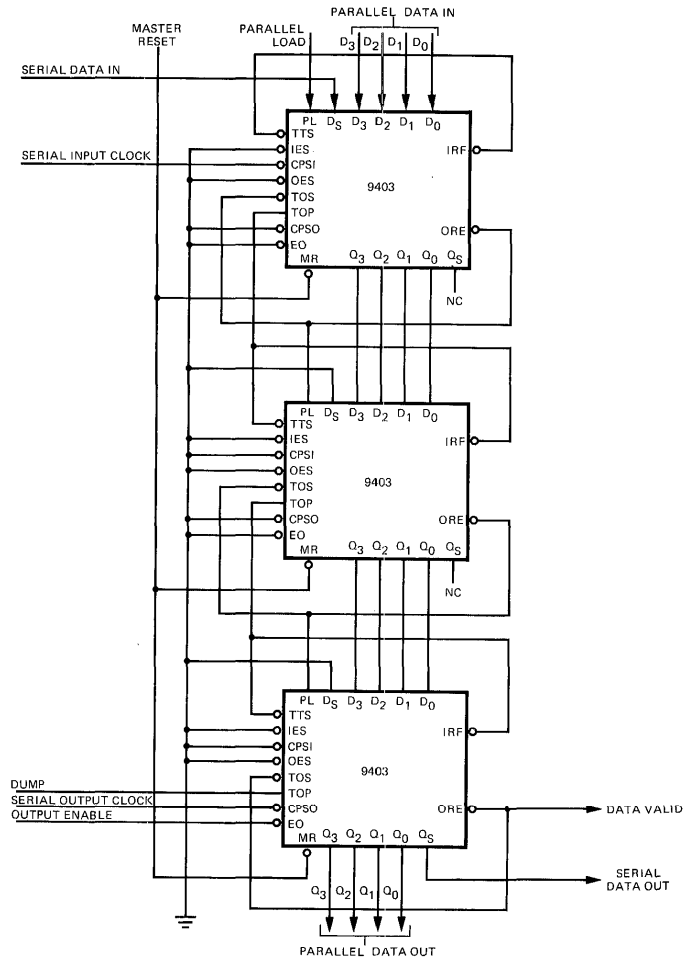 PARALLEL DATA IN
MASTER RESET
PARALLEL LOAD
D3 D2 D1 D0
SERIAL DATA IN
PL DS D3 D2 D1 D0
TTS
IES
IRF
SERIAL INPUT CLOCK
CPSI
OES
9403
TOS
TOP
CPSO
ORE
EO
MR Q3 Q2 Q1 Q0 QS
NC
PL DS D3 D2 D1 D0
TTS
IES
IRF
CPSI
OES
9403
TOS
TOP
CPSO
ORE
EO
MR Q3 Q2 Q1 Q0 QS
NC
PL DS D3 D2 D1 D0
TTS
IES
IRF
CPSI
OES
9403
TOS
DUMP
TOP
SERIAL OUTPUT CLOCK
CPSO
ORE
DATA VALID
OUTPUT ENABLE
EO
MR Q3 Q2 Q1 Q0 QS
SERIAL DATA OUT
Q3 Q2 Q1 Q0
PARALLEL DATA OUT